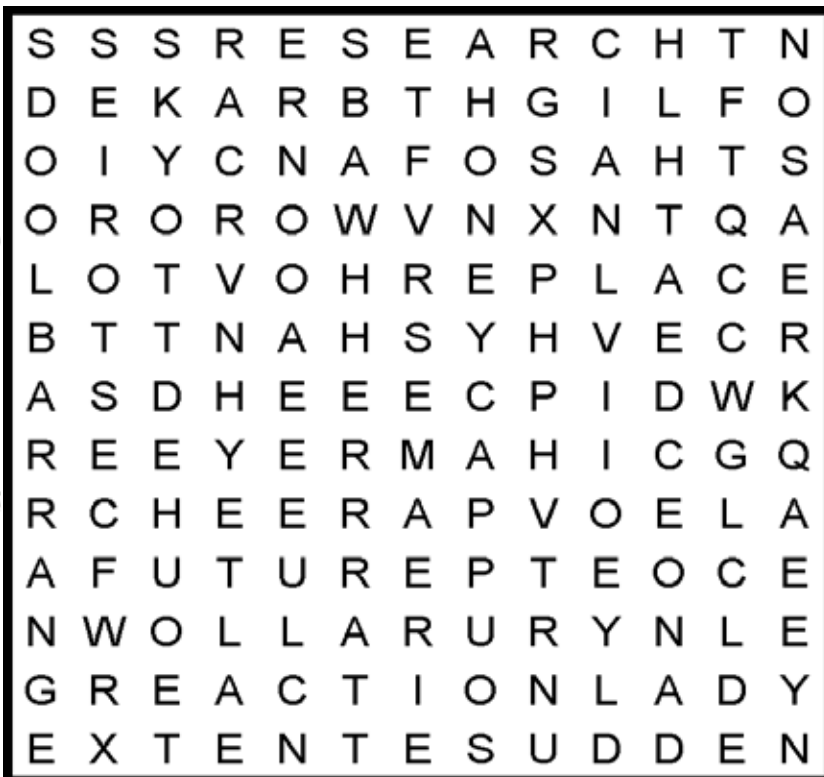 S S S R E S E A R C H T N
D E K A R B T H G I L F O
O I Y C N A F O S A H T S
O R O R O W V N X N T Q A
L O T V O H R E P L A C E
B T T N A H S Y H V E C R
A S D H E E E C P I D W K
R E E Y E R M A H I C G Q
R C H E E R A P V O E L A
A F U T U R E P T E O C E
N W O L L A R U R Y N L E
G R E A C T I O N L A D Y
E X T E N T E S U D D E N